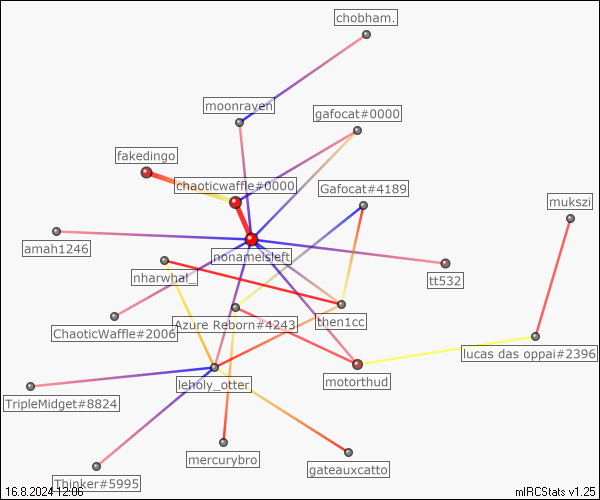 chobham.
moonraven
gafocat#0000
fakedingo
chaoticwaffle#0000
Gafocat#4189
mukszi
amah1246
nonameisleft
nharwhal_
tt532
ChaoticWaffle#2006
Azure Reborn#4243
then1cc
lucas das oppai#2396
leholy_otter
motorthud
TripleMidget#8824
mercurybro
gateauxcatto
Thinker#5995
16.8.2024 12:06
mIRCStats v1.25